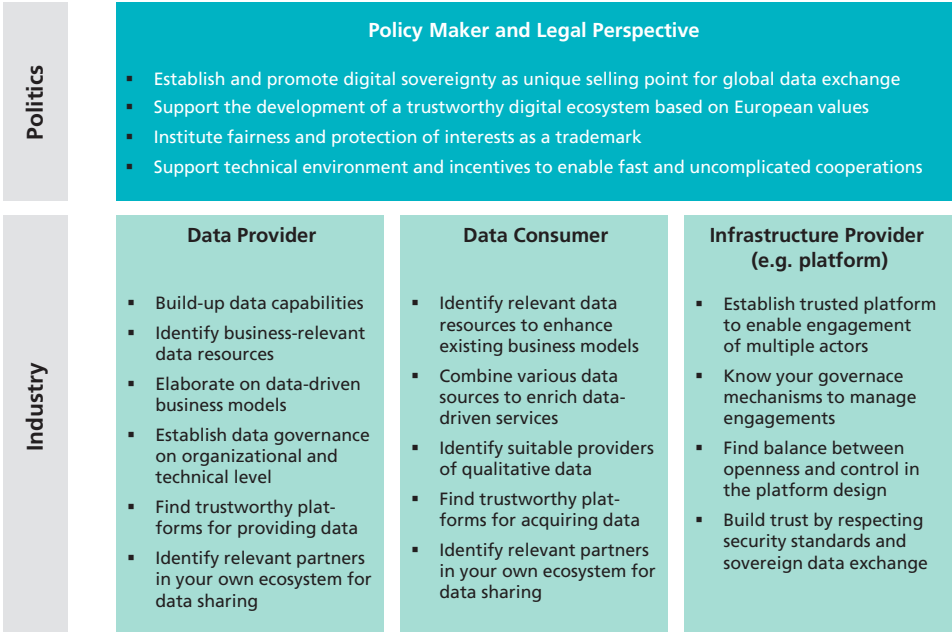 Politics
Policy Maker and Legal Perspective
▪ Establish and promote digital sovereignty as unique selling point for global data exchange
▪ Support the development of a trustworthy digital ecosystem based on European values
▪ Institute fairness and protection of interests as a trademark
▪ Support technical environment and incentives to enable fast and uncomplicated cooperations
Industry
Data Provider
▪ Build-up data capabilities
▪ Identify business-relevant
data resources
▪ Elaborate on data-driven
business models
▪ Establish data governance
on organizational and
technical level
▪ Find trustworthy plat-
forms for providing data
▪ Identify relevant partners
in your own ecosystem for
data sharing
Data Consumer
▪ Identify relevant data
resources to enhance
existing business models
▪ Combine various data
sources to enrich data-
driven services
▪ Identify suitable providers
of qualitative data
▪ Find trustworthy plat-
forms for acquiring data
▪ Identify relevant partners
in your own ecosystem for
data sharing
Infrastructure Provider
(e.g. platform)
▪ Establish trusted platform
to enable engagement
of multiple actors
▪ Know your governace
mechanisms to manage
engagements
▪ Find balance between
openness and control in
the platform design
▪ Build trust by respecting
security standards and
sovereign data exchange